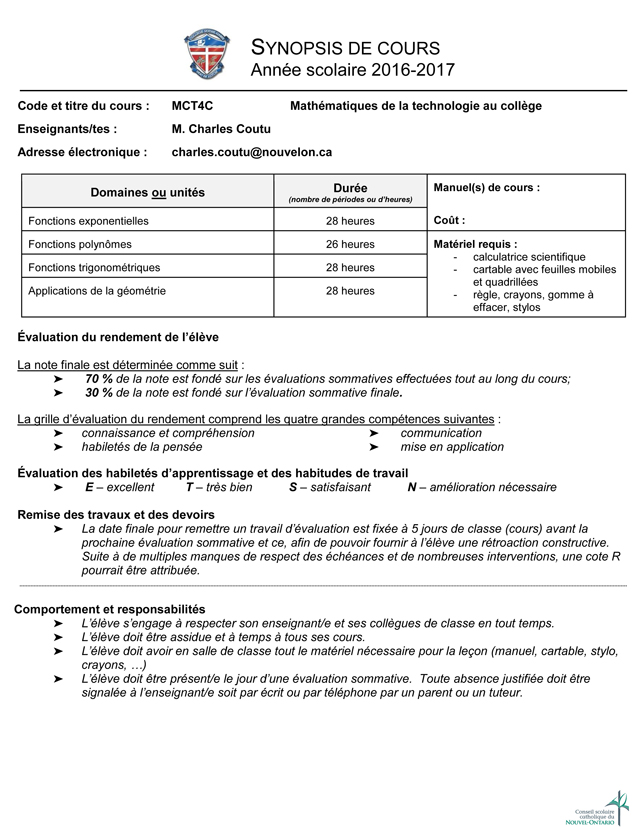 SYNOPSIS DE COURS
Année scolaire 2016-2017
Code et titre du cours : MCT4C Mathématiques de la technologie au collège
Enseignants/tes : M. Charles Coutu
Adresse électronique : charles.coutu@nouvelon.ca
Domaines ou unités
Durée
(nombre de périodes ou d'heures)
Manuel(s) de cours :
Coût :
Fonctions exponentielles 28 heures
Fonctions polynômes 26 heures
Fonctions trigonométriques 28 heures
Applications de la géométrie 28 heures
Matériel requis :
- calculatrice scientifique
- cartable avec feuilles mobiles
et quadrillées
- règle, crayons, gomme à
effacer, stylos
Évaluation du rendement de l'élève
La note finale est déterminée comme suit :
➤ 70 % de la note est fondé sur les évaluations sommatives effectuées tout au long du cours;
➤ 30 % de la note est fondé sur l'évaluation sommative finale.
La grille d'évaluation du rendement comprend les quatre grandes compétences suivantes :
➤ connaissance et compréhension ➤ communication
➤ habiletés de la pensée ➤ mise en application
Évaluation des habiletés d'apprentissage et des habitudes de travail
➤ E – excellent T – très bien S – satisfaisant N – amélioration nécessaire
Remise des travaux et des devoirs
➤ La date finale pour remettre un travail d'évaluation est fixée à 5 jours de classe (cours) avant la
prochaine évaluation sommative et ce, afin de pouvoir fournir à l'élève une rétroaction constructive.
Suite à de multiples manques de respect des échéances et de nombreuses interventions, une cote R
pourrait être attribuée.
Comportement et responsabilités
➤ L'élève s'engage à respecter son enseignant/e et ses collègues de classe en tout temps.
➤ L'élève doit être assidue et à temps à tous ses cours.
➤ L'élève doit avoir en salle de classe tout le matériel nécessaire pour la leçon (manuel, cartable, stylo,
crayons, …)
➤ L'élève doit être présent/e le jour d'une évaluation sommative. Toute absence justifiée doit être
signalée à l'enseignant/e soit par écrit ou par téléphone par un parent ou un tuteur.
Conseil scolaire
catholique du
NOUVEL-ONTARIO